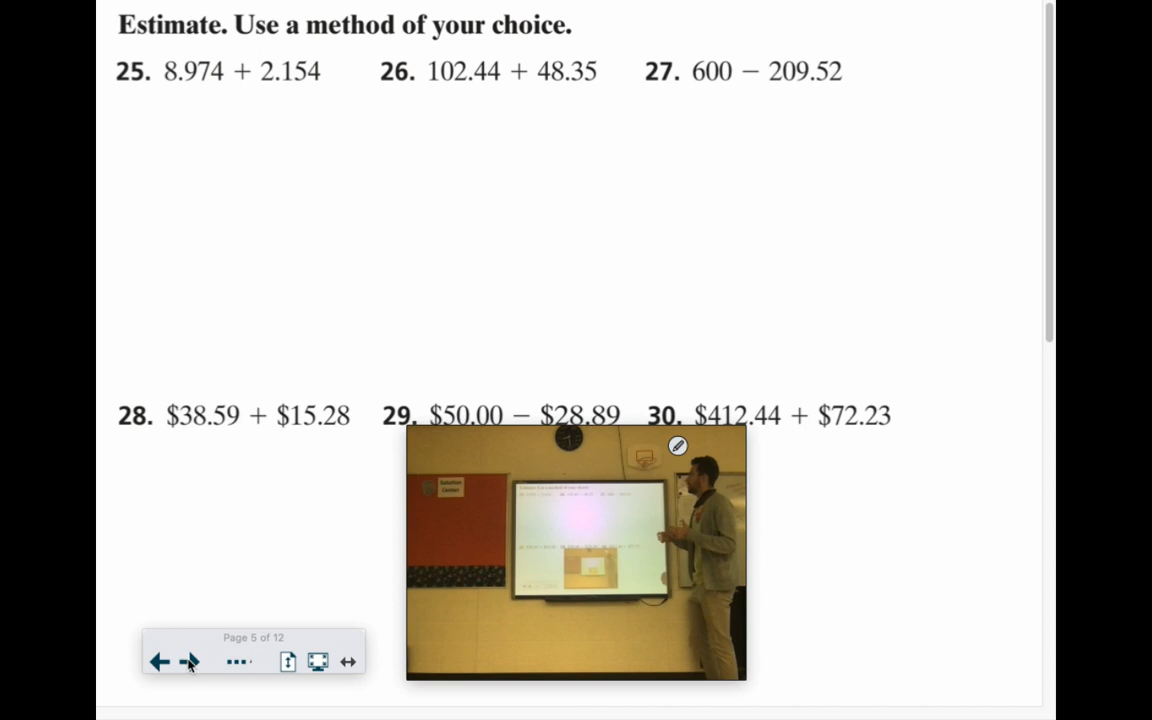 Estimate. Use a method of your choice.
25. 8.974 + 2.154 26. 102.44 + 48.35 27. 600 − 209.52
28. $38.59 + $15.28 29. $50.00 − $28.89 30. $412.44 + $72.23
Solution
Center
Page 5 of 12